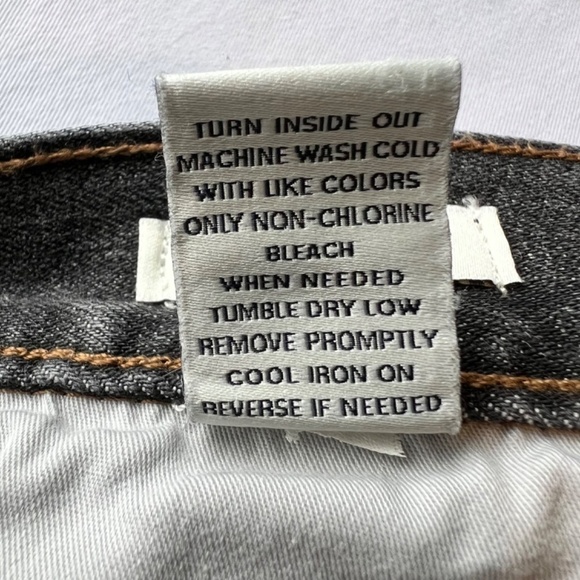 TURN INSIDE OUT
MACHINE WASH COLD
WITH LIKE COLORS
ONLY NON-CHLORINE
BLEACH
WHEN NEEDED
TUMBLE DRY LOW
REMOVE PROMPTLY
COOL IRON ON
REVERSE IF NEEDED